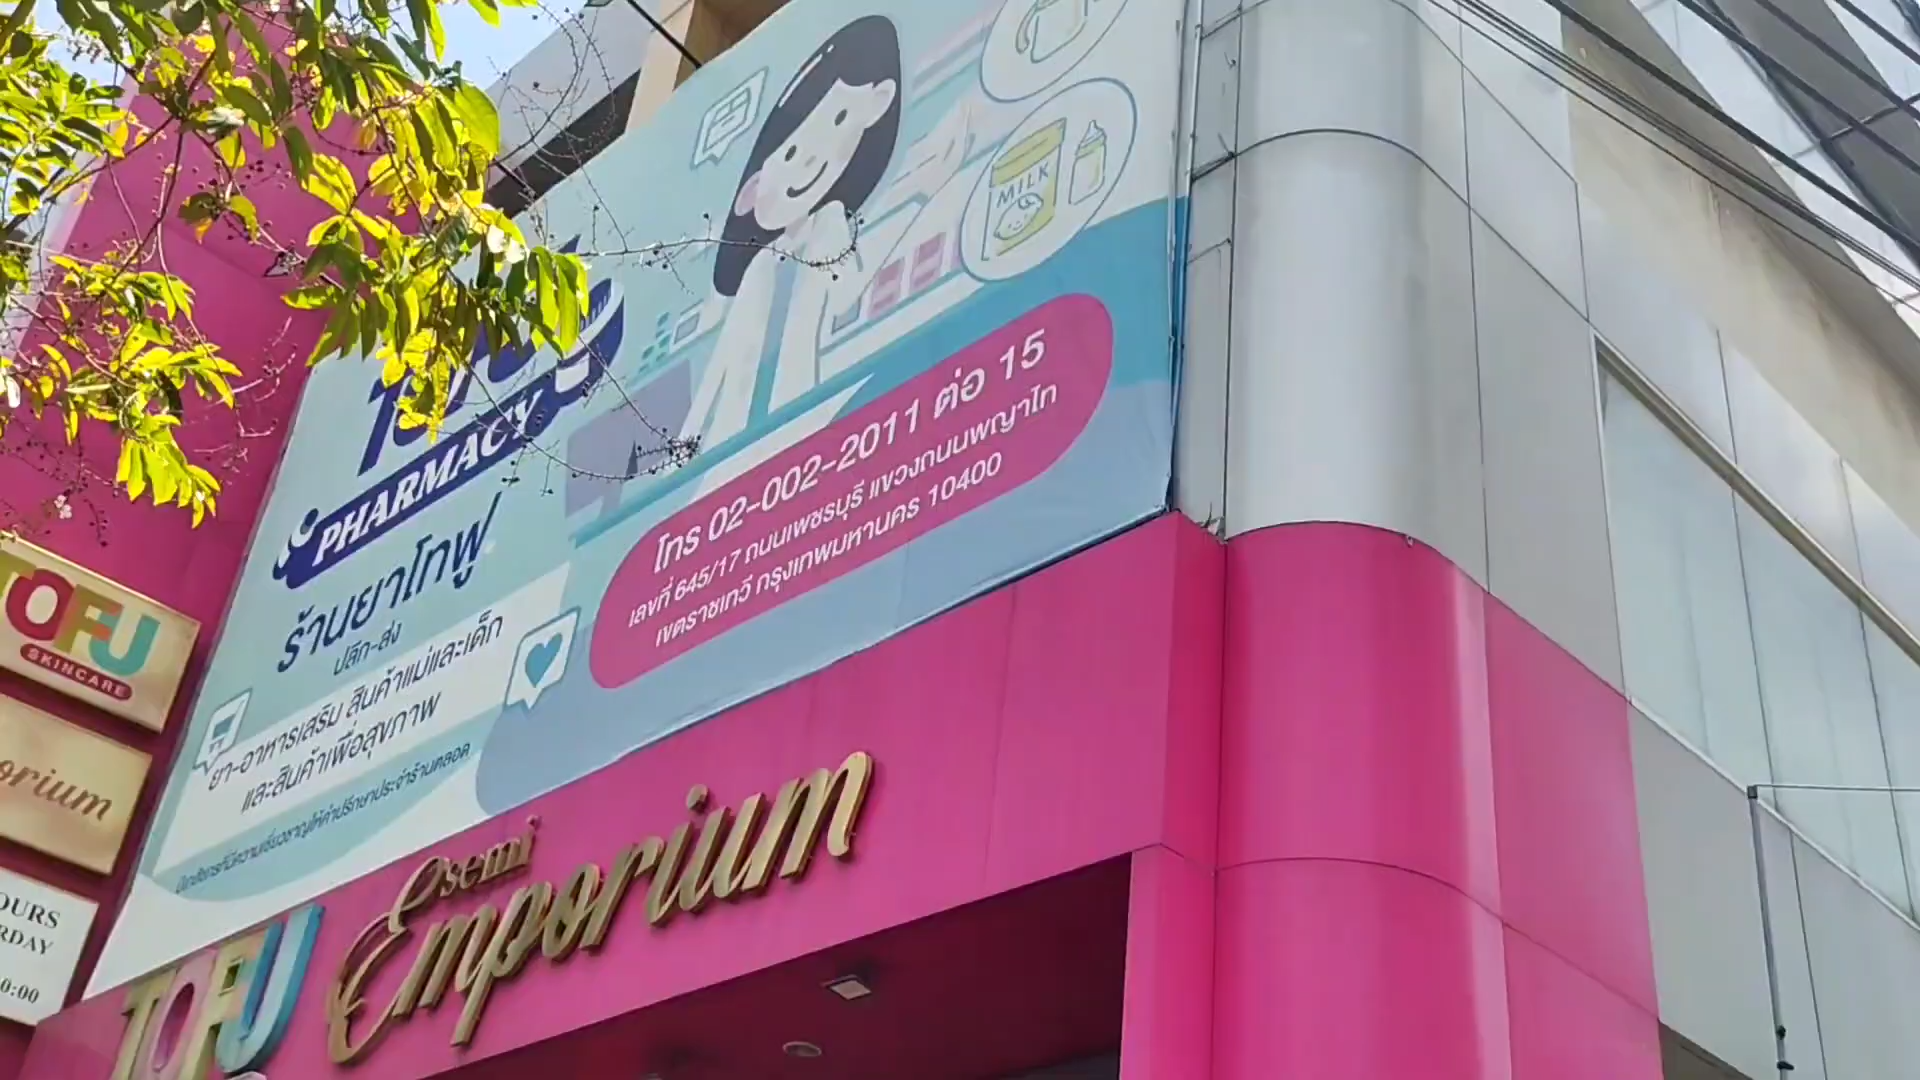 PHARMACY
ร้านยาโทฟู
ปลีก-ส่ง
ยา-อาหารเสริม สินค้าแม่และเด็ก
และสินค้าเพื่อสุขภาพ
MILK
โทร 02-002-2011 ต่อ 15
เลขที่ 645/17 ถนนเพชรบุรี แขวงถนนพญาไท
เขตราชเทวี กรุงเทพมหานคร 10400
TOFU
SKINCARE
TOFU
semi
Emporium